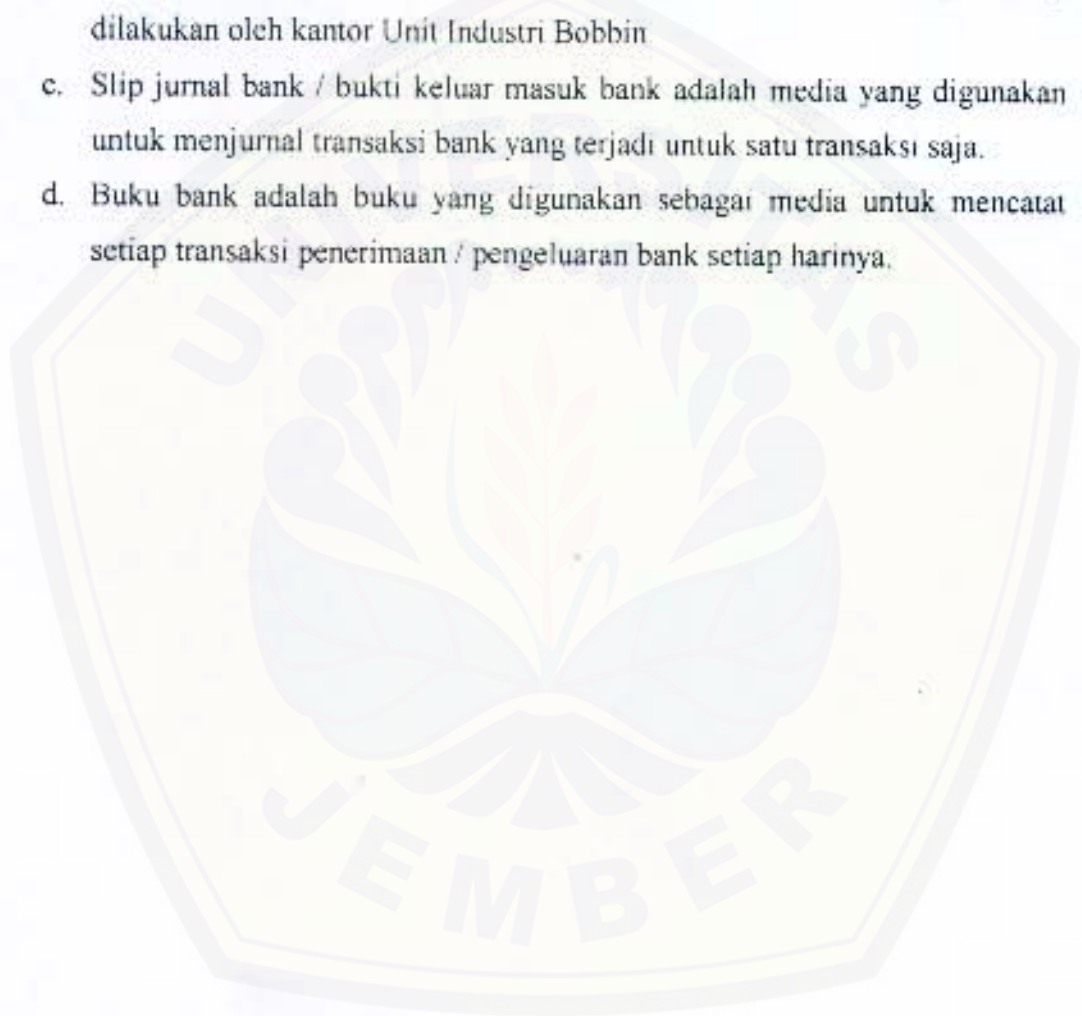 dilakukan oleh kantor Unit Industri Bobbin
c. Slip jurnal bank / bukti keluar masuk bank adalah media yang digunakan
untuk menjurnal transaksi bank yang terjadi untuk satu transaksi saja.
d. Buku bank adalah buku yang digunakan sebagai media untuk mencatat
setiap transaksi penerimaan / pengeluaran bank setiap harinya.
UNIVERSITAS
JEMBER